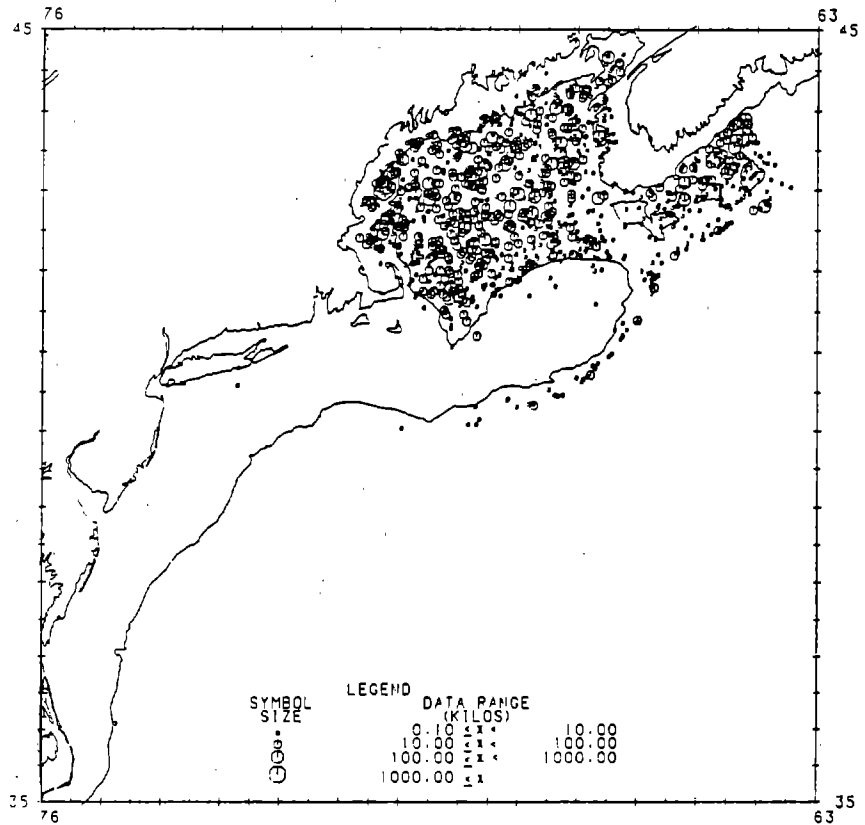 76 63
45 45
LEGEND
SYMBOL DATA RANGE
SIZE (KILOS)
0.10 ≤ x < 10.00
10.00 ≤ x < 100.00
100.00 ≤ x < 1000.00
1000.00 ≤ x
35 35
76 63